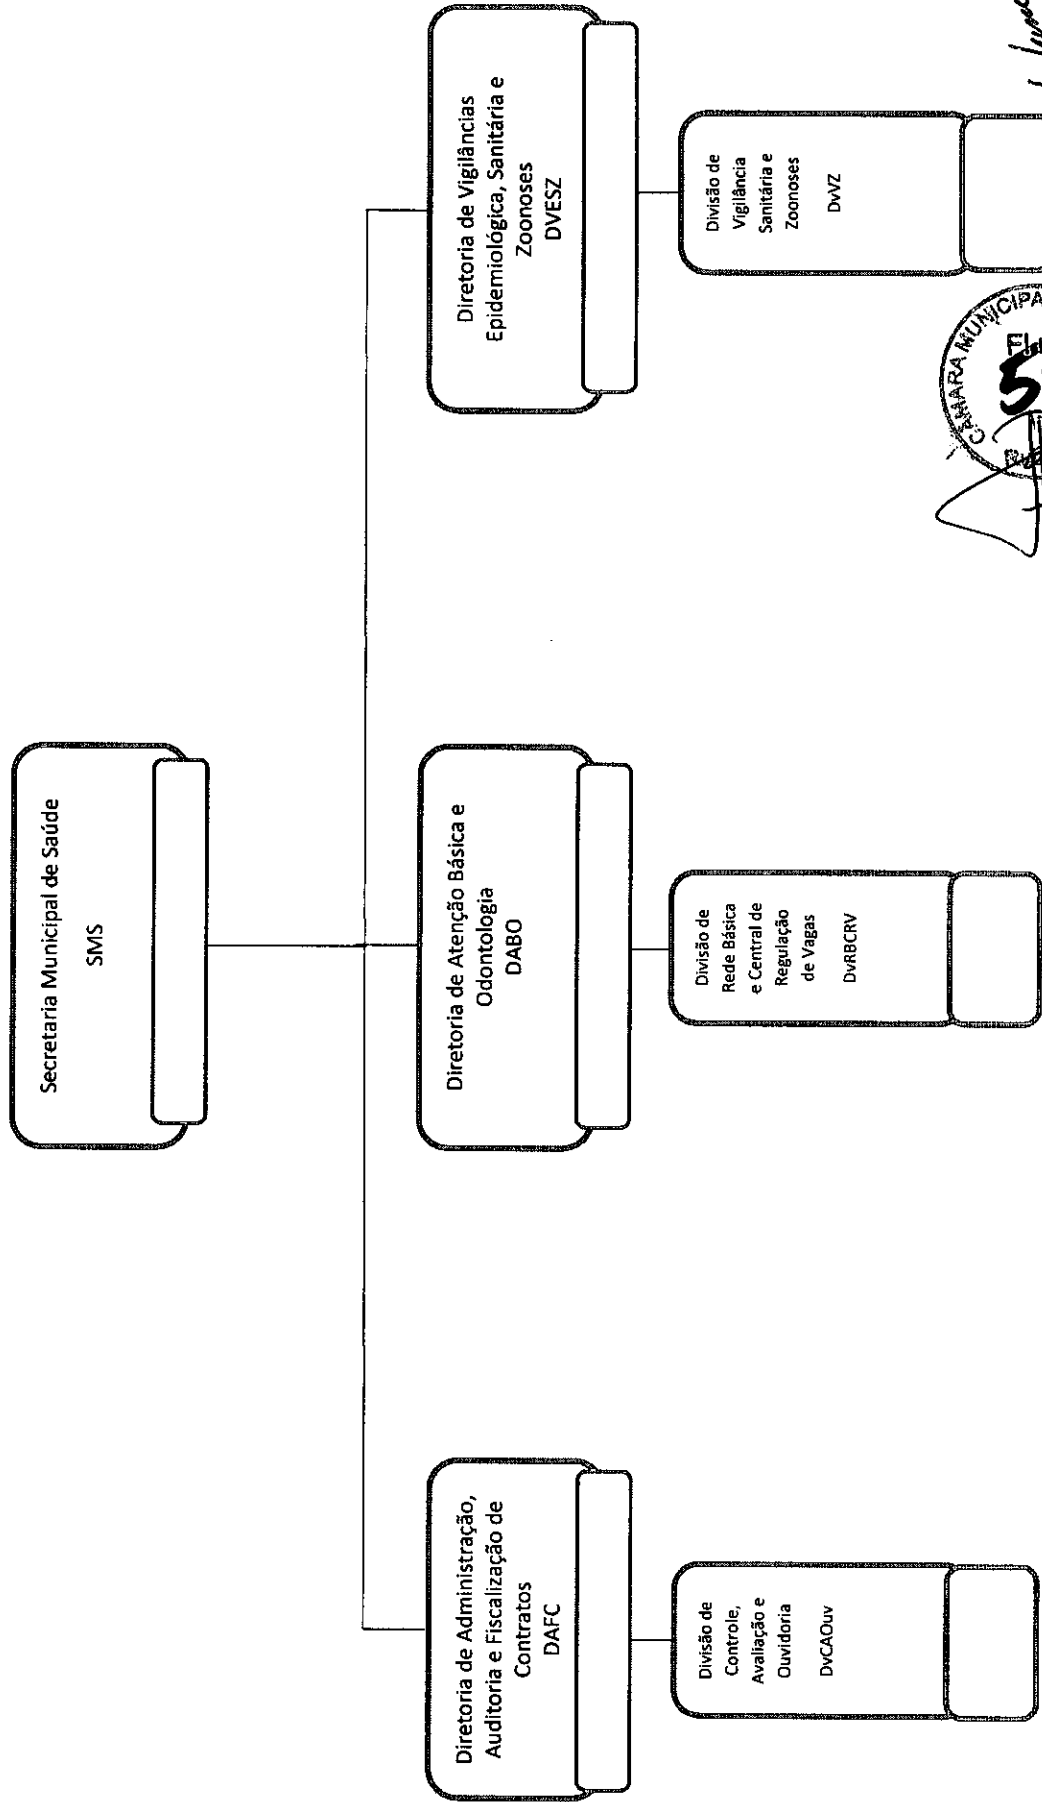 Secretaria Municipal de Saúde
SMS
Diretoria de Administração,
Auditoria e Fiscalização de
Contratos
DAFC
Diretoria de Atenção Básica e
Odontologia
DABO
Diretoria de Vigilâncias
Epidemiológica, Sanitária e
Zoonoses
DVESZ
Divisão de
Controle,
Avaliação e
Ouvidoria
DvCAOuv
Divisão de
Rede Básica
e Central de
Regulação
de Vagas
DvRBCRV
Divisão de
Vigilância
Sanitária e
Zoonoses
DvVZ
CÂMARA